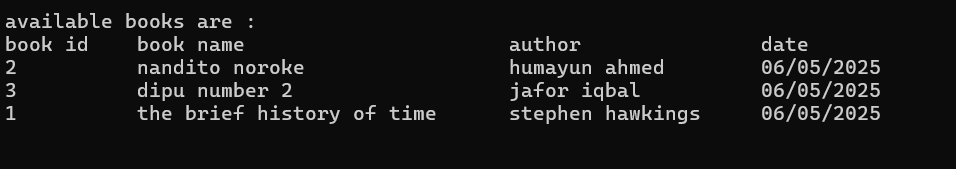 available books are :
book id    book name                      author               date
2          nandito noroke                 humayun ahmed        06/05/2025
3          dipu number 2                  jafor iqbal          06/05/2025
1          the brief history of time      stephen hawkings     06/05/2025